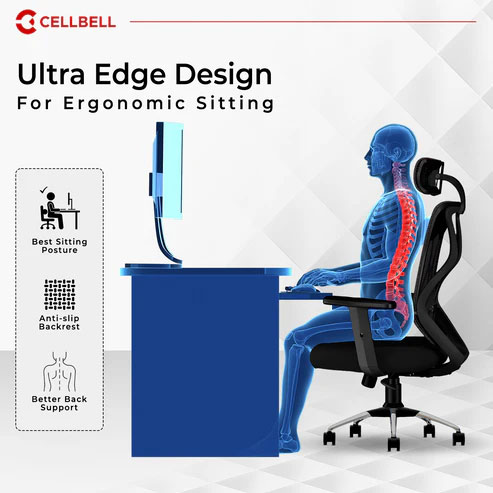 CELLBELL
Ultra Edge Design
For Ergonomic Sitting
Best Sitting
Posture
Anti-slip
Backrest
Better Back
Support